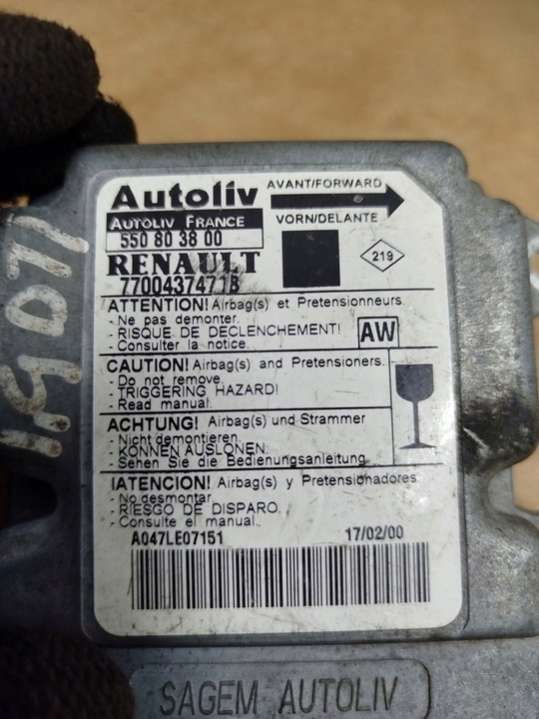 Autoliv
AVANT/FORWARD
AUTOLIV FRANCE
VORN/DELANTE
550 80 38 00
RENAULT
219
7700437471B
ATTENTION! Airbag(s) et Pretensionneurs.
- Ne pas demonter.
- RISQUE DE DECLENCHEMENT!
- Consulter la notice.
AW
CAUTION! Airbag(s) and Pretensioners.
- Do not remove.
- TRIGGERING HAZARD!
- Read manual.
ACHTUNG! Airbag(s) und Strammer
- Nicht demontieren.
- KONNEN AUSLONEN.
- Sehen Sie die Bedienungsanleitung
¡ATENCION! Airbag(s) y Pretensionadores
- No desmontar.
- RIESGO DE DISPARO.
- Consulte el manual.
A047LE07151
17/02/00
SAGEM AUTOLIV